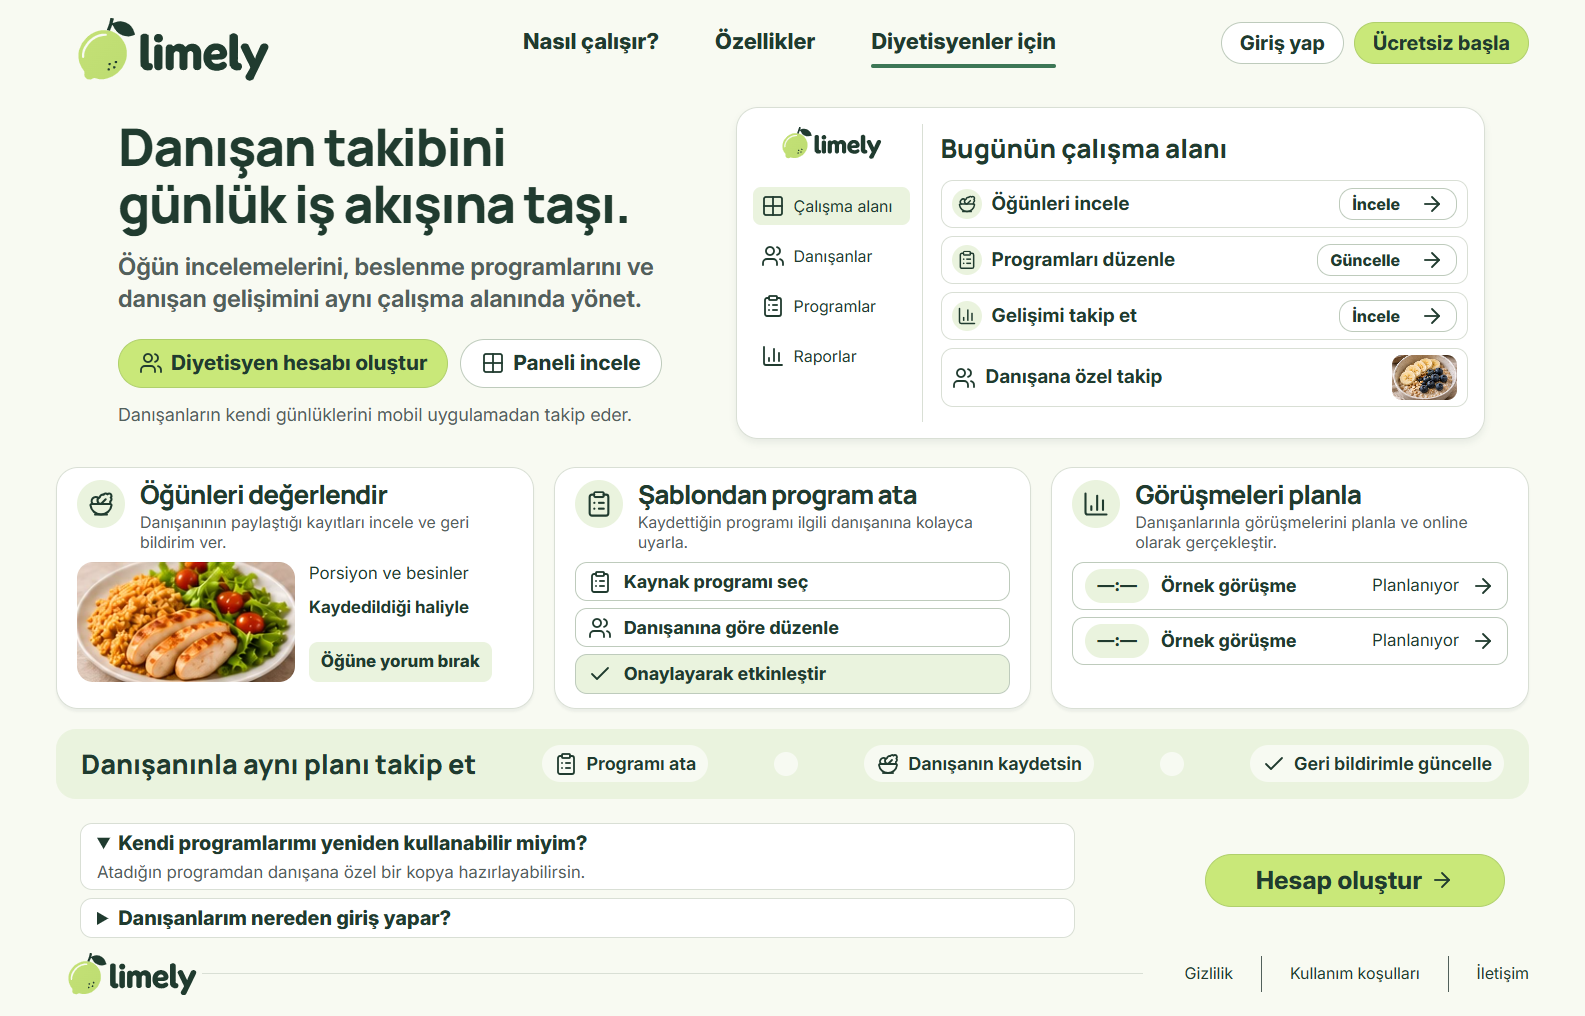 limely
Nasıl çalışır?
Özellikler
Diyetisyenler için
Giriş yap
Ücretsiz başla
Danışan takibini
günlük iş akışına taşı.
Öğün incelemelerini, beslenme programlarını ve
danışan gelişimini aynı çalışma alanında yönet.
Diyetisyen hesabı oluştur
Paneli incele
Danışanların kendi günlüklerini mobil uygulamadan takip eder.
limely
Çalışma alanı
Danışanlar
Programlar
Raporlar
Bugünün çalışma alanı
Öğünleri incele
İncele
Programları düzenle
Güncelle
Gelişimi takip et
İncele
Danışana özel takip
Öğünleri değerlendir
Danışanının paylaştığı kayıtları incele ve geri
bildirim ver.
Porsiyon ve besinler
Kaydedildiği haliyle
Öğüne yorum bırak
Şablondan program ata
Kaydettiğin programı ilgili danışanına kolayca
uyarla.
Kaynak programı seç
Danışanına göre düzenle
Onaylayarak etkinleştir
Görüşmeleri planla
Danışanlarınla görüşmelerini planla ve online
olarak gerçekleştir.
—:—
Örnek görüşme
Planlanıyor
—:—
Örnek görüşme
Planlanıyor
Danışanınla aynı planı takip et
Programı ata
Danışanın kaydetsin
Geri bildirimle güncelle
Kendi programlarımı yeniden kullanabilir miyim?
Atadığın programdan danışana özel bir kopya hazırlayabilirsin.
Danışanlarım nereden giriş yapar?
Hesap oluştur
limely
Gizlilik
Kullanım koşulları
İletişim